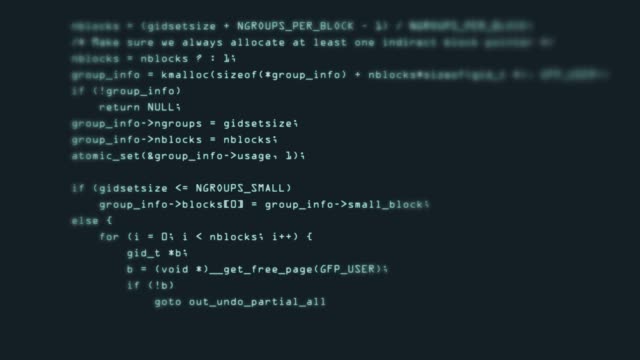 nblocks = (gidsetsize + NGROUPS_PER_BLOCK - 1) / NGROUPS_PER_BLOCK;
/* Make sure we always allocate at least one indirect block pointer */
nblocks = nblocks ? : 1;
group_info = kmalloc(sizeof(*group_info) + nblocks*sizeof(gid_t *), GFP_USER);
if (!group_info)
return NULL;
group_info->ngroups = gidsetsize;
group_info->nblocks = nblocks;
atomic_set(&group_info->usage, 1);
if (gidsetsize <= NGROUPS_SMALL)
group_info->blocks[0] = group_info->small_block;
else {
for (i = 0; i < nblocks; i++) {
gid_t *b;
b = (void *)__get_free_page(GFP_USER);
if (!b)
goto out_undo_partial_all